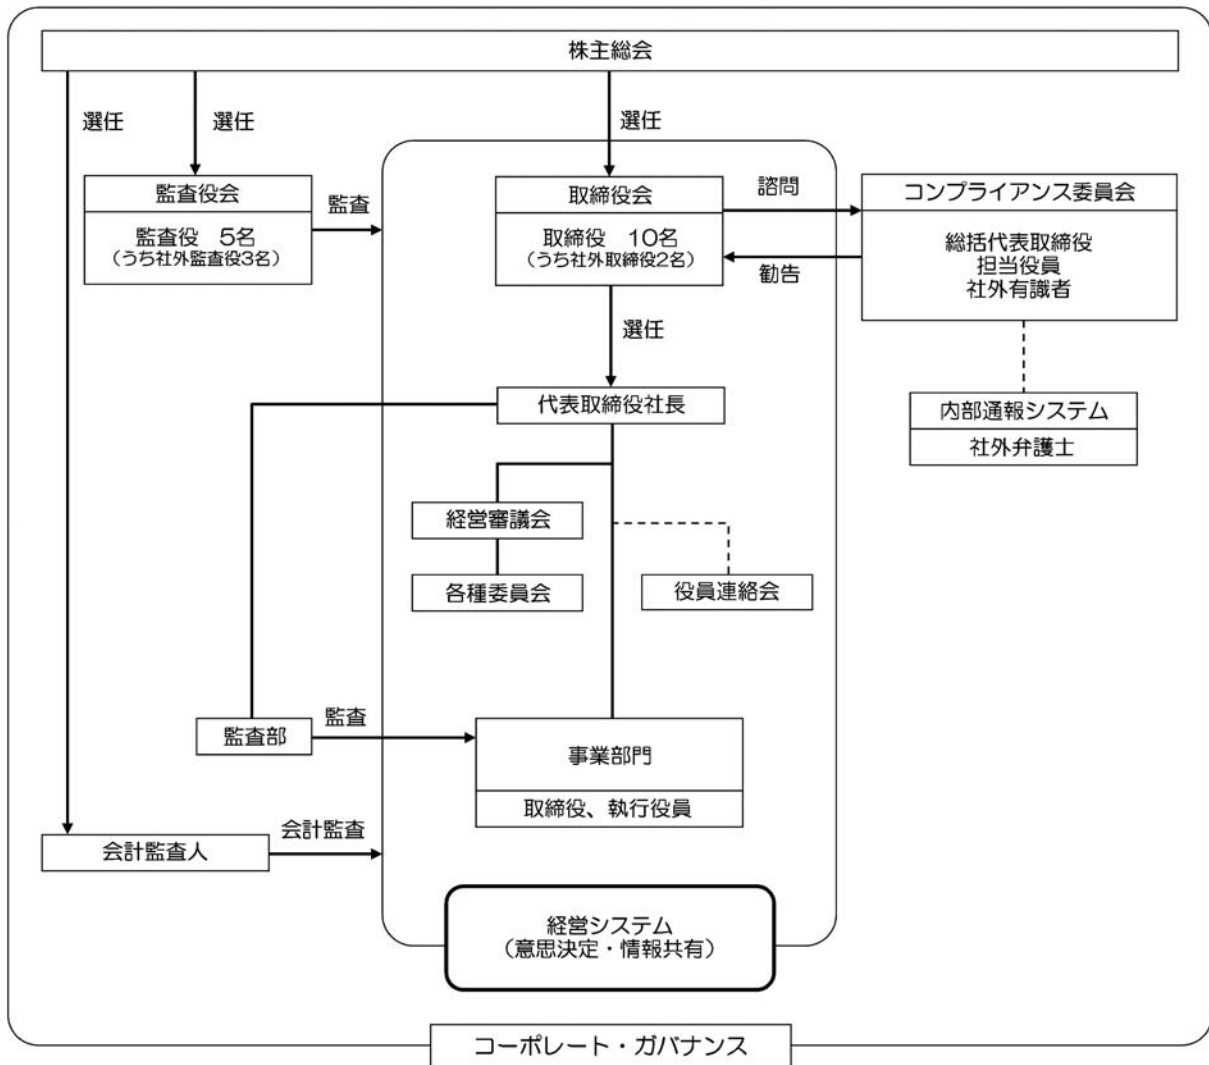 株主総会
選任
選任
選任
監査役会
監査役 5名
（うち社外監査役3名）
監査
取締役会
取締役 10名
（うち社外取締役2名）
諮問
勧告
コンプライアンス委員会
総括代表取締役
担当役員
社外有識者
選任
代表取締役社長
内部通報システム
社外弁護士
経営審議会
各種委員会
役員連絡会
監査部
監査
事業部門
取締役、執行役員
会計監査人
会計監査
経営システム
（意思決定・情報共有）
コーポレート・ガバナンス